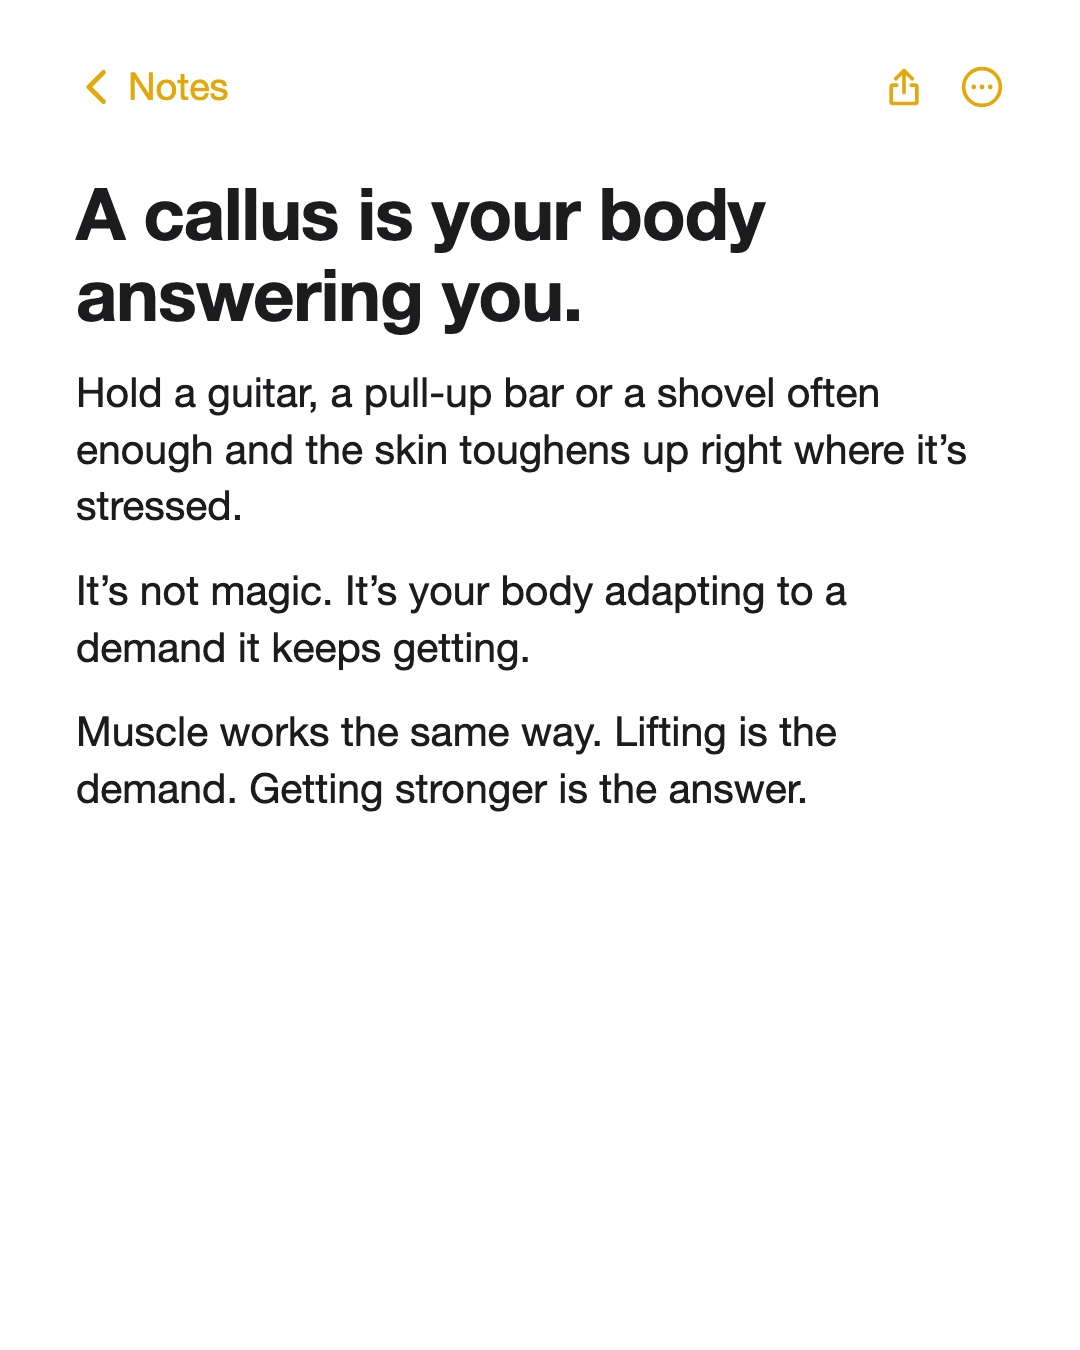 Notes
A callus is your body
answering you.
Hold a guitar, a pull-up bar or a shovel often
enough and the skin toughens up right where it’s
stressed.
It’s not magic. It’s your body adapting to a
demand it keeps getting.
Muscle works the same way. Lifting is the
demand. Getting stronger is the answer.